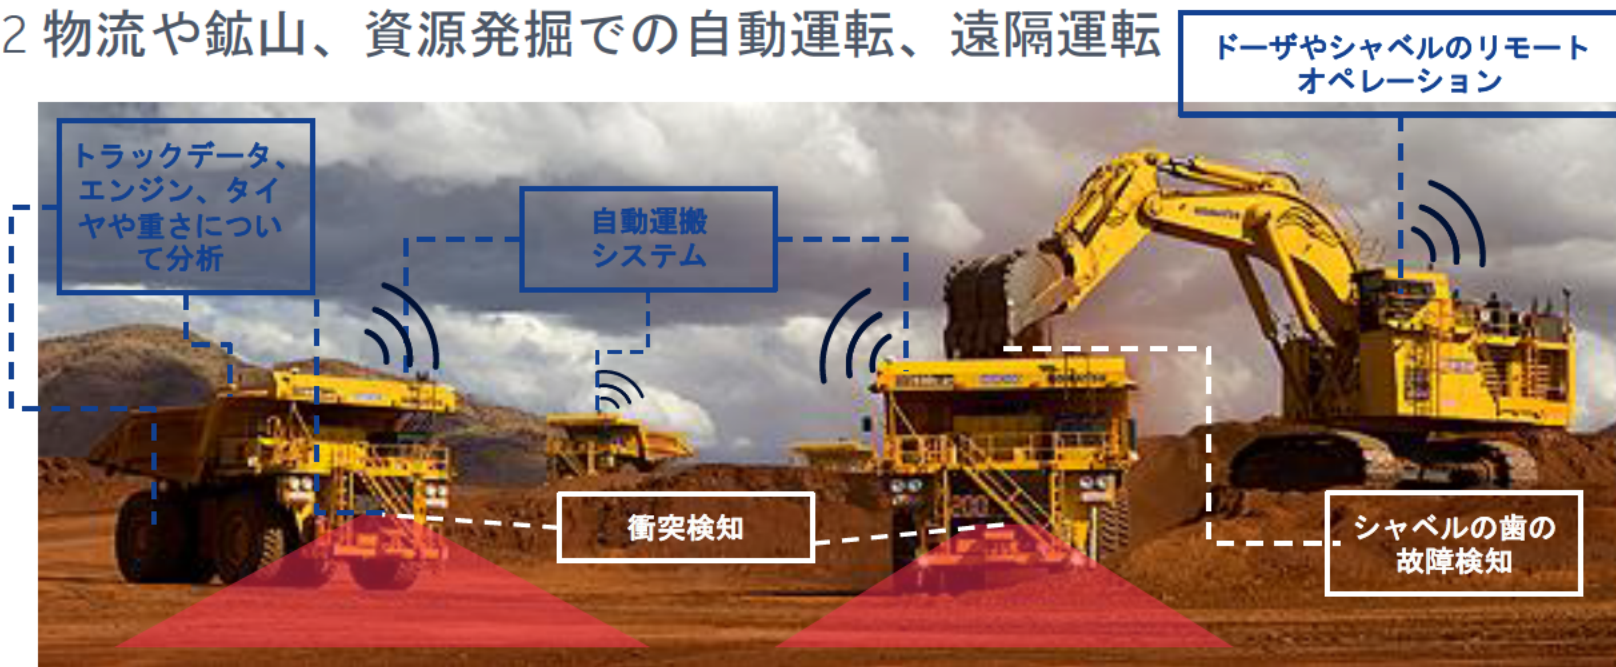 2 物流や鉱山、資源発掘での自動運転、遠隔運転
ドーザやシャベルのリモート
オペレーション
トラックデータ、
エンジン、タイ
ヤや重さについ
て分析
自動運搬
システム
衝突検知
シャベルの歯の
故障検知